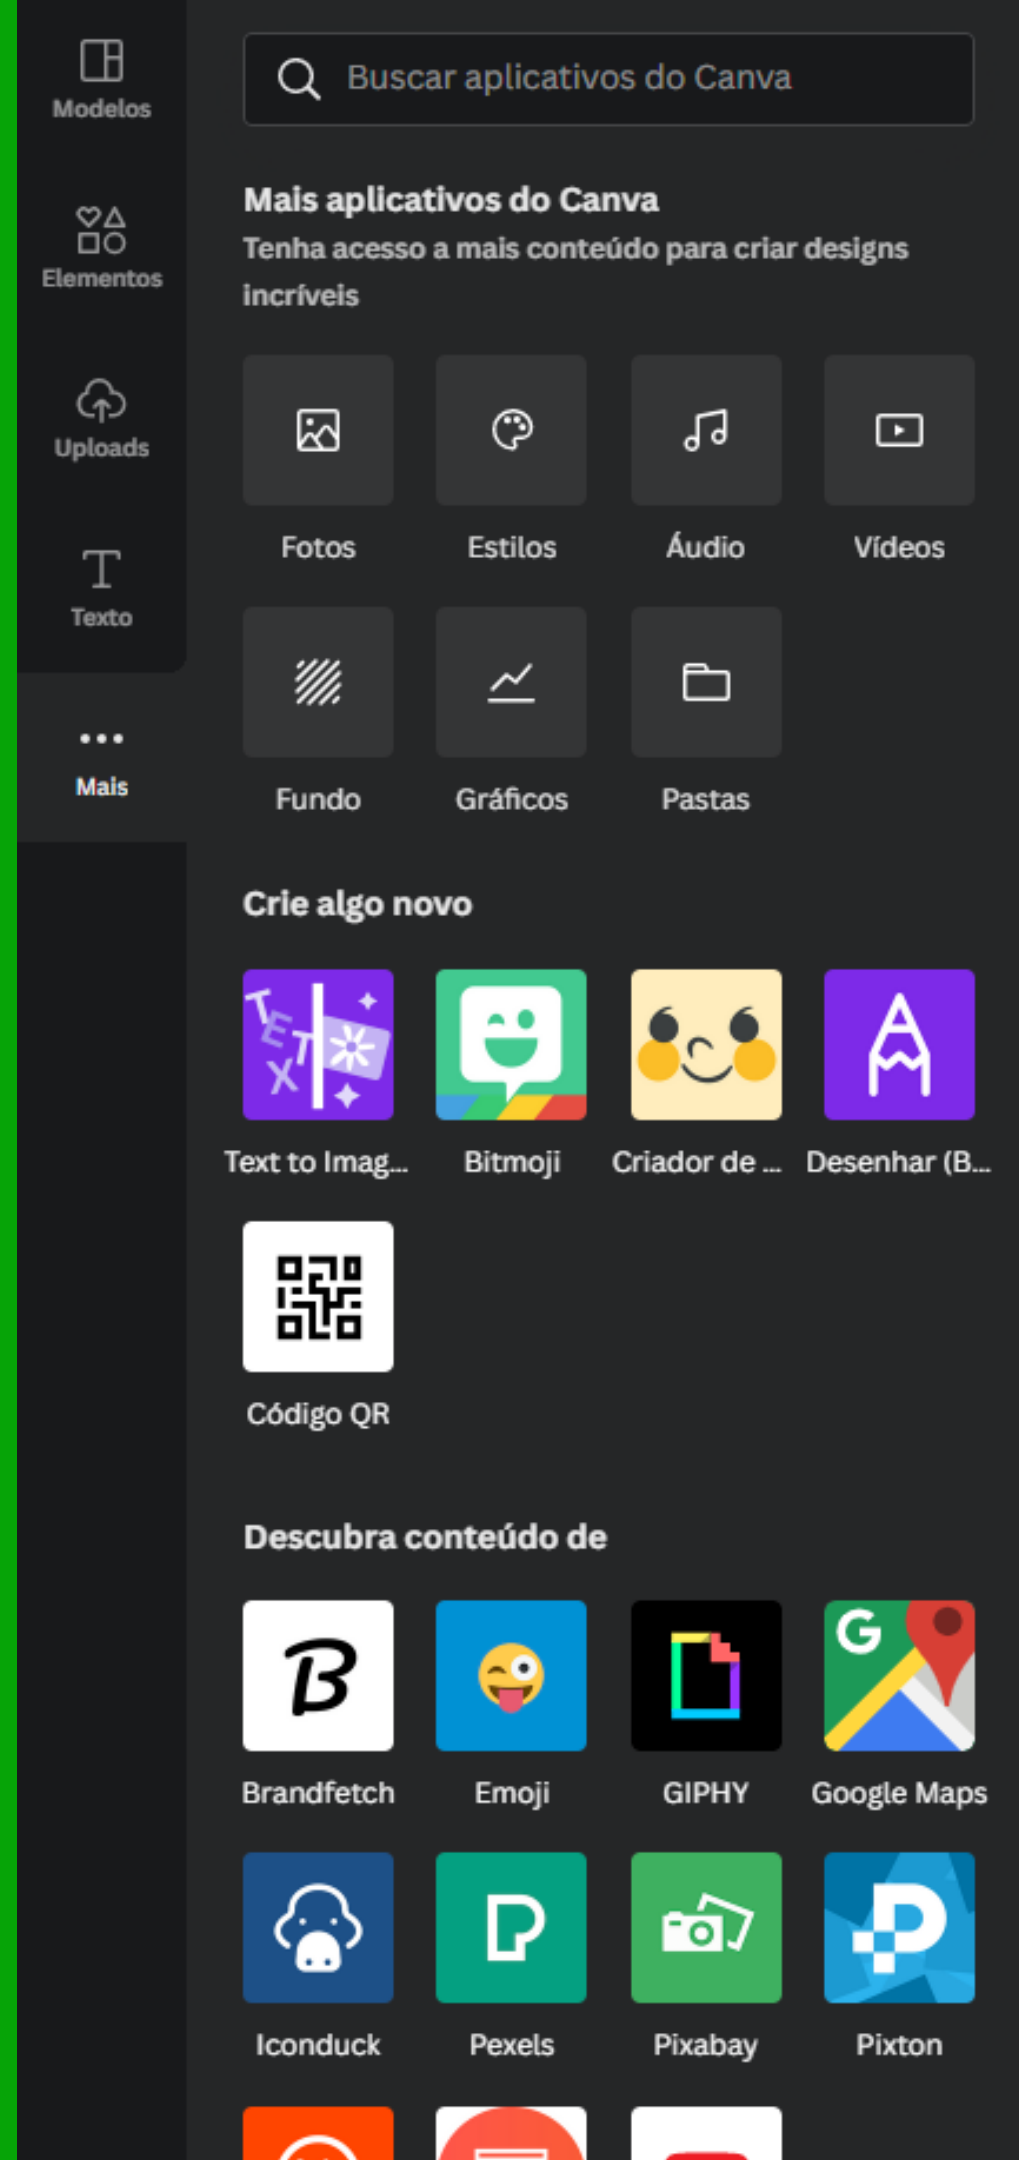 Modelos
Elementos
Uploads
Texto
Mais
Buscar aplicativos do Canva
Mais aplicativos do Canva
Tenha acesso a mais conteúdo para criar designs
incríveis
Fotos
Estilos
Áudio
Vídeos
Fundo
Gráficos
Pastas
Crie algo novo
TEXT
Text to Imag...
Bitmoji
Criador de ...
Desenhar (B...
Código QR
Descubra conteúdo de
B
G
Brandfetch
Emoji
GIPHY
Google Maps
P
P
Iconduck
Pexels
Pixabay
Pixton